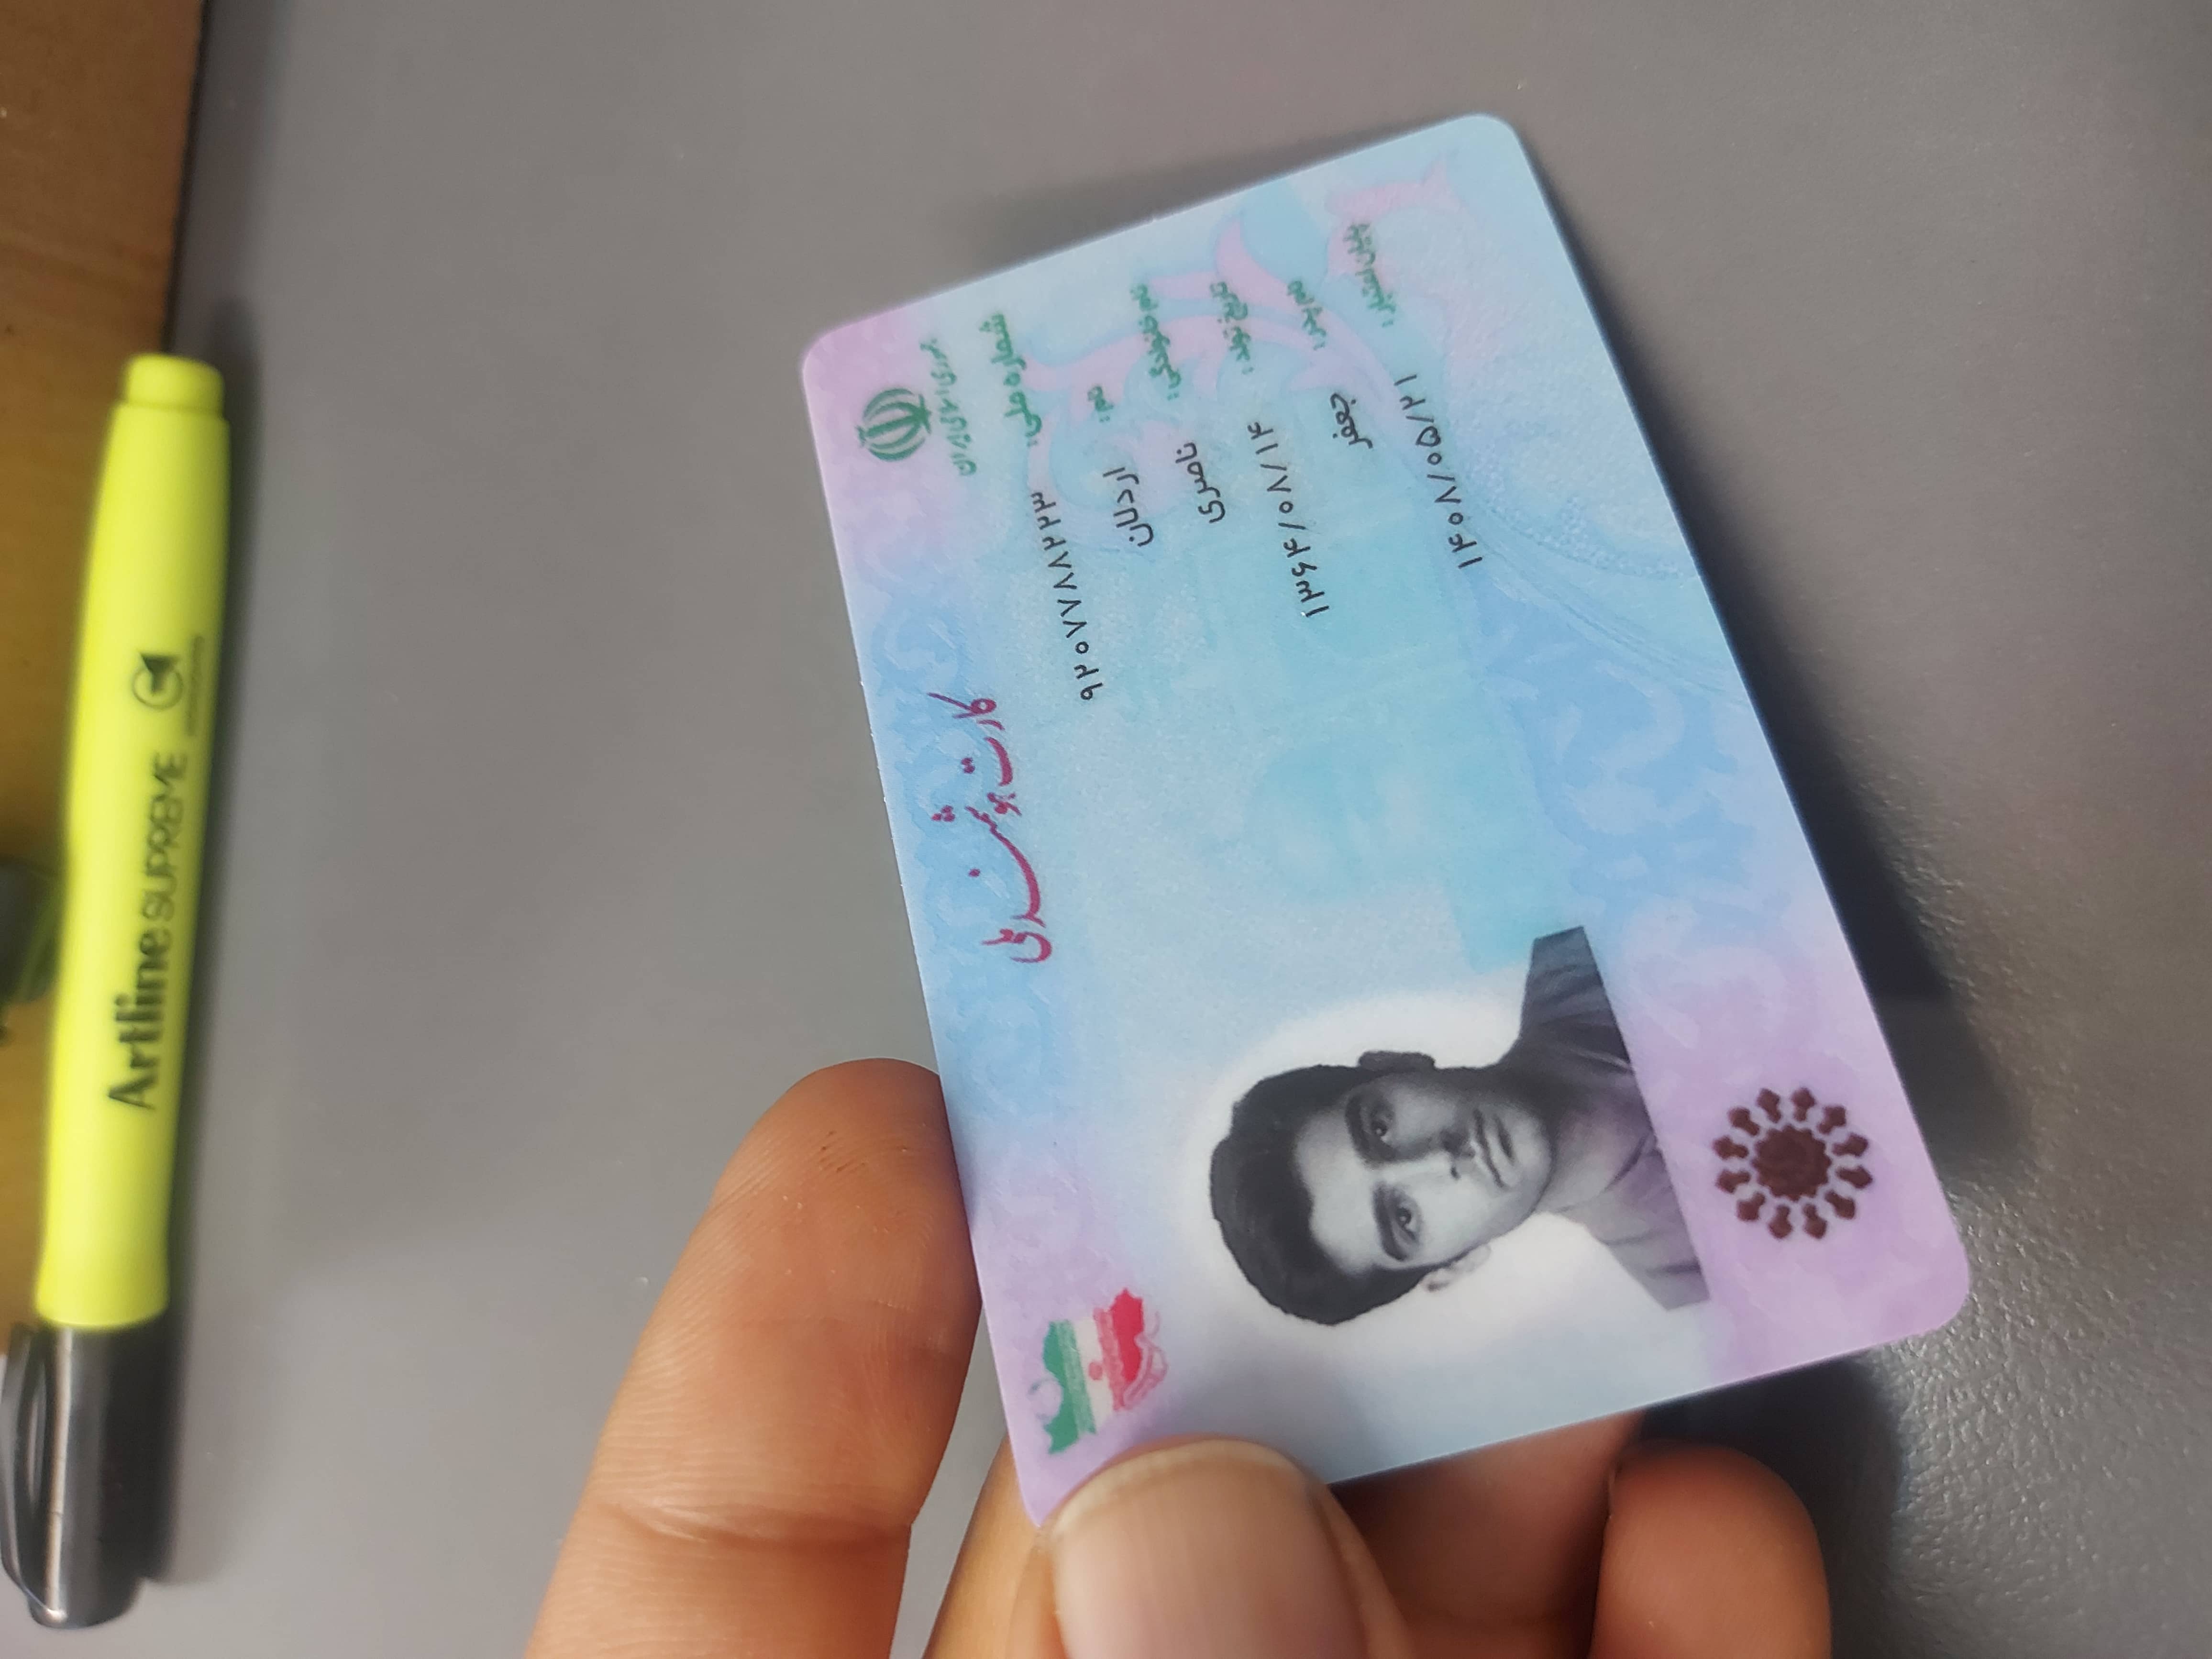 جمهوری اسلامی ایران
کارت هوشمند ملی
شماره ملی: ۹۲۰۷۷۸۸۲۲۳
نام: اردلان
نام خانوادگی: ناصری
تاریخ تولد: ۱۳۶۴/۰۸/۱۴
نام پدر: جعفر
پایان اعتبار: ۱۴۰۸/۰۵/۲۱
Artline SUPREME